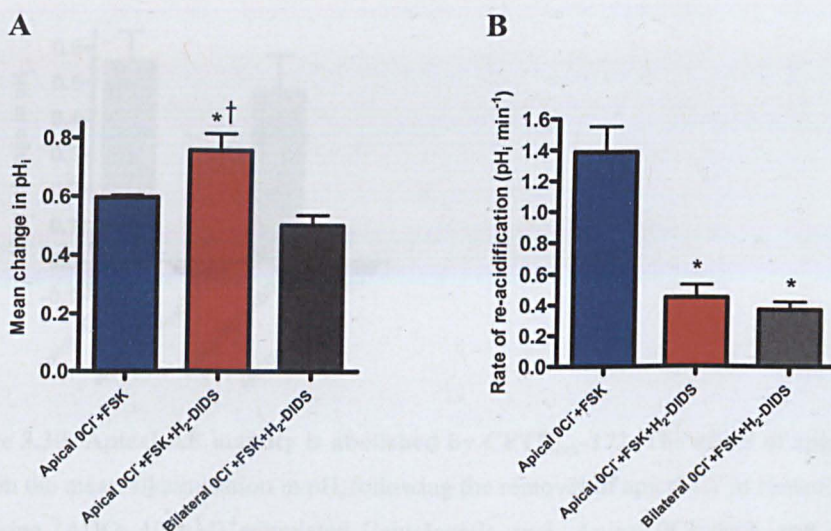 A
Mean change in pHi
0.8
0.6
0.4
0.2
0.0
*†
Apical 0Cl-+FSK
Apical 0Cl-+FSK+H2-DIDS
Bilateral 0Cl-+FSK+H2-DIDS
B
Rate of re-acidification (pHi min-1)
1.6
1.4
1.2
1.0
0.8
0.6
0.4
0.2
0.0
*
*
Apical 0Cl-+FSK
Apical 0Cl-+FSK+H2-DIDS
Bilateral 0Cl-+FSK+H2-DIDS